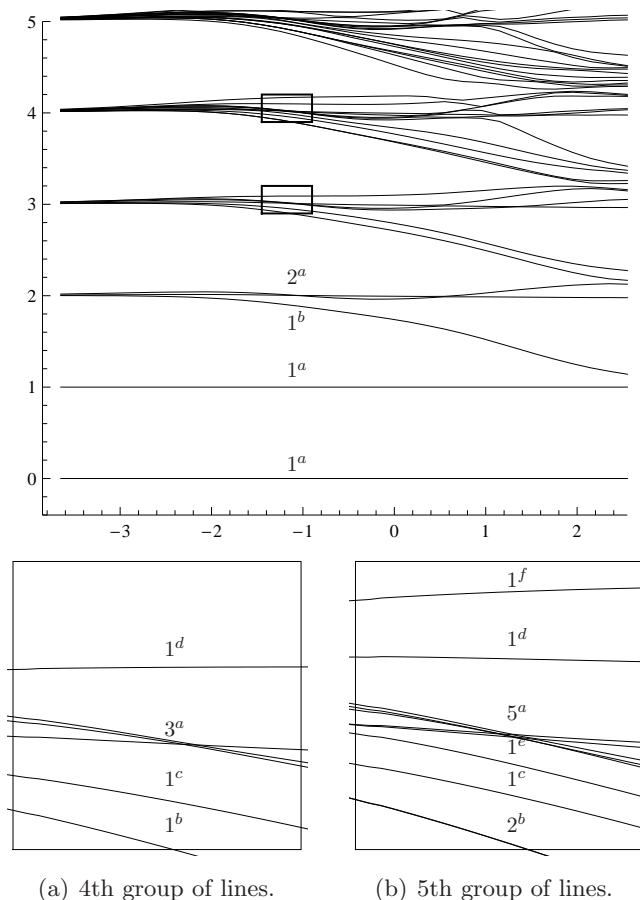 5
4
3
2
1
0
2^a
1^b
1^a
1^a
−3 −2 −1 0 1 2
1^d
3^a
1^c
1^b
1^f
1^d
5^a
1^e
1^c
2^b
(a) 4th group of lines.
(b) 5th group of lines.